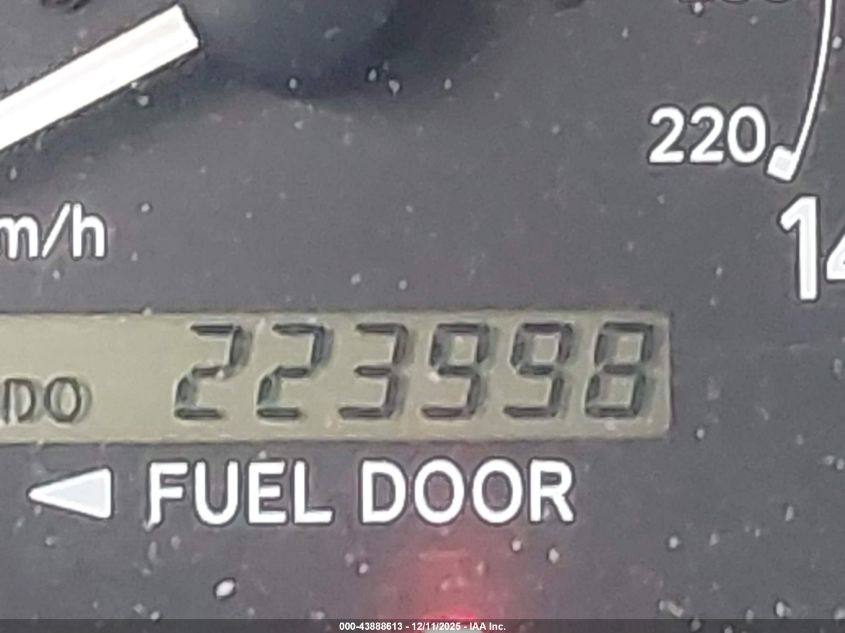 220
m/h
14
DO 223998
FUEL DOOR
000-43888613 - 12/11/2025 - IAA Inc.